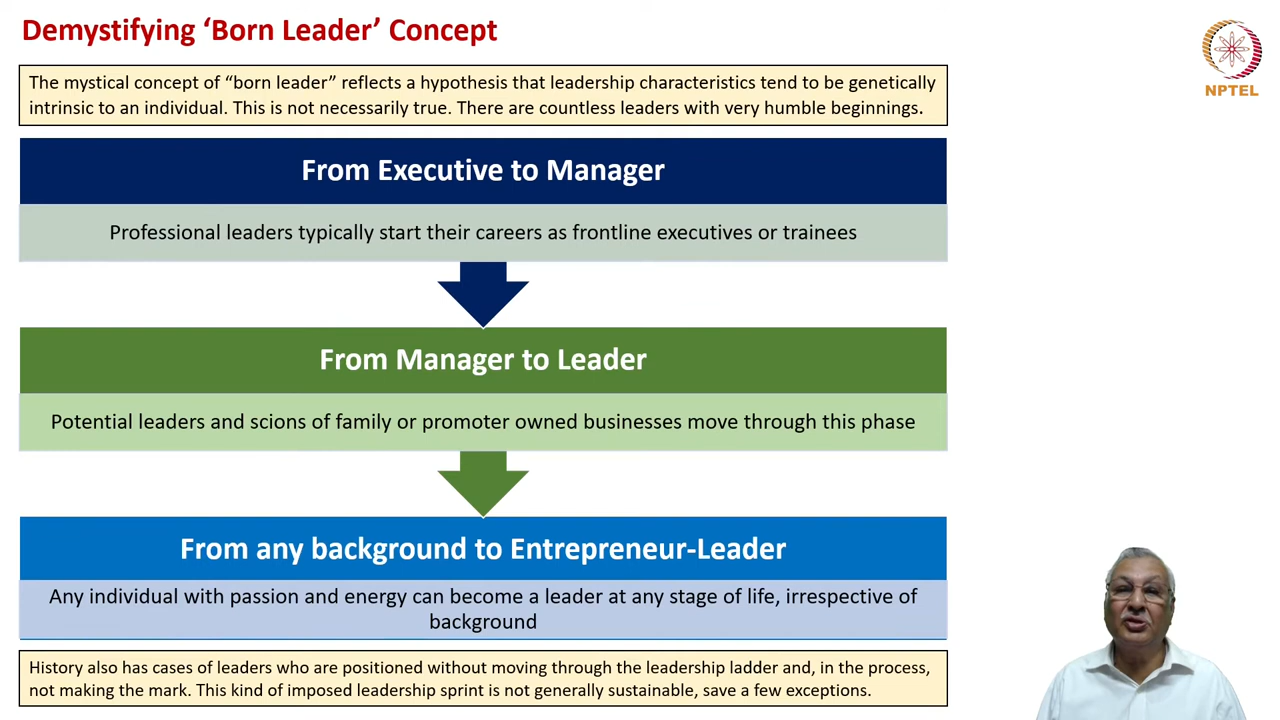 Demystifying ‘Born Leader’ Concept
NPTEL
The mystical concept of “born leader” reflects a hypothesis that leadership characteristics tend to be genetically
intrinsic to an individual. This is not necessarily true. There are countless leaders with very humble beginnings.
From Executive to Manager
Professional leaders typically start their careers as frontline executives or trainees
From Manager to Leader
Potential leaders and scions of family or promoter owned businesses move through this phase
From any background to Entrepreneur-Leader
Any individual with passion and energy can become a leader at any stage of life, irrespective of
background
History also has cases of leaders who are positioned without moving through the leadership ladder and, in the process,
not making the mark. This kind of imposed leadership sprint is not generally sustainable, save a few exceptions.